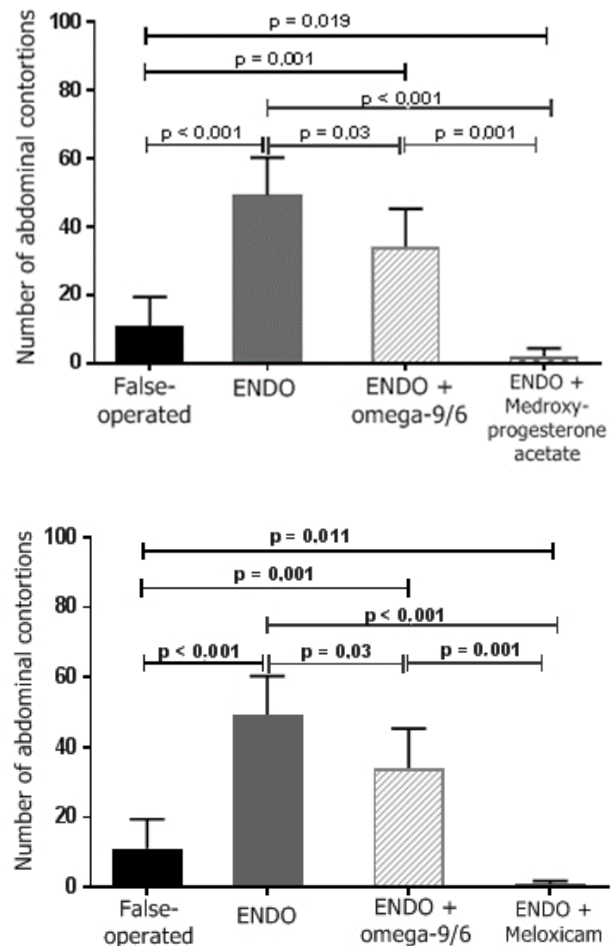 Number of abdominal contortions
100
80
60
40
20
0
p = 0,019
p = 0,001
p < 0,001
p < 0,001
p = 0,03
p = 0,001
False-
operated
ENDO
ENDO +
omega-9/6
ENDO +
Medroxy-
progesterone
acetate
Number of abdominal contortions
100
80
60
40
20
0
p = 0.011
p = 0,001
p < 0,001
p < 0.001
p = 0,03
p = 0.001
False-
operated
ENDO
ENDO +
omega-9/6
ENDO +
Meloxicam